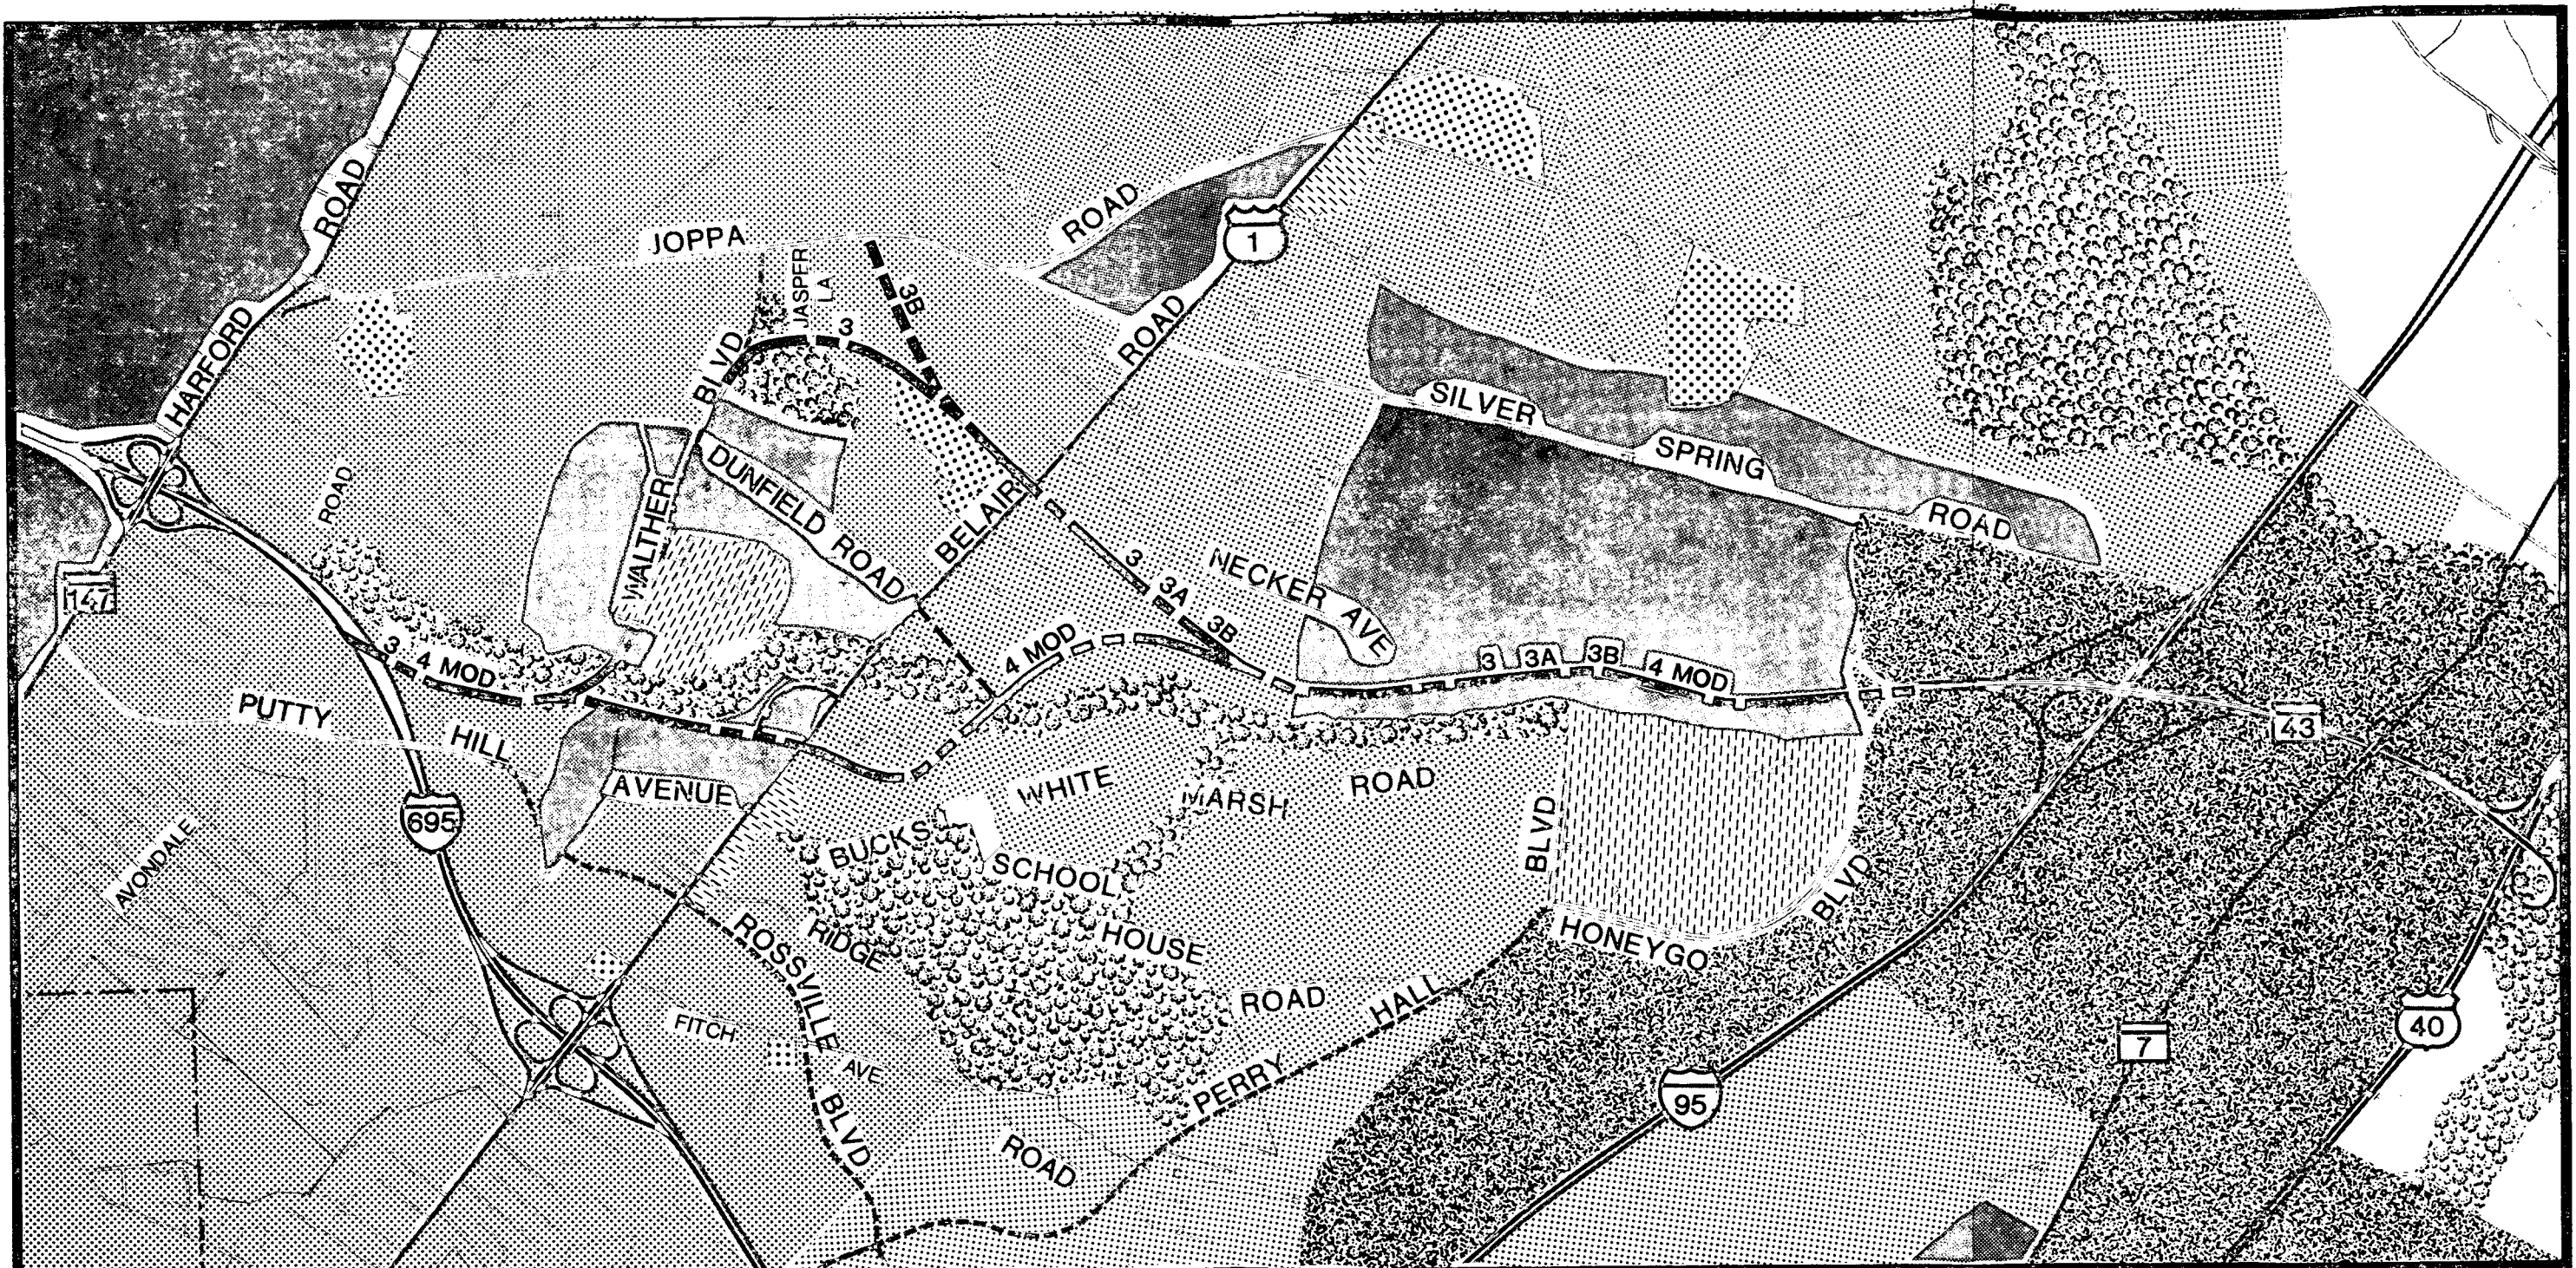 HARFORD
ROAD
JOPPA
ROAD
JASPER
LA
3B
1
ROAD
3
BLVD
SILVER
SPRING
ROAD
DUNFIELD ROAD
WALTHER
BELAIR
ROAD
147
3
3A
3B
NECKER AVE
4 MOD
3
4 MOD
3
3A
3B
4 MOD
43
PUTTY
HILL
AVENUE
WHITE
MARSH
ROAD
BLVD
695
AVONDALE
BUCKS
SCHOOL
HOUSE
ROAD
HONEYGO
BLVD
ROSSVILLE
BLVD
RIDGE
ROAD
FITCH
AVE
PERRY
HALL
95
7
40